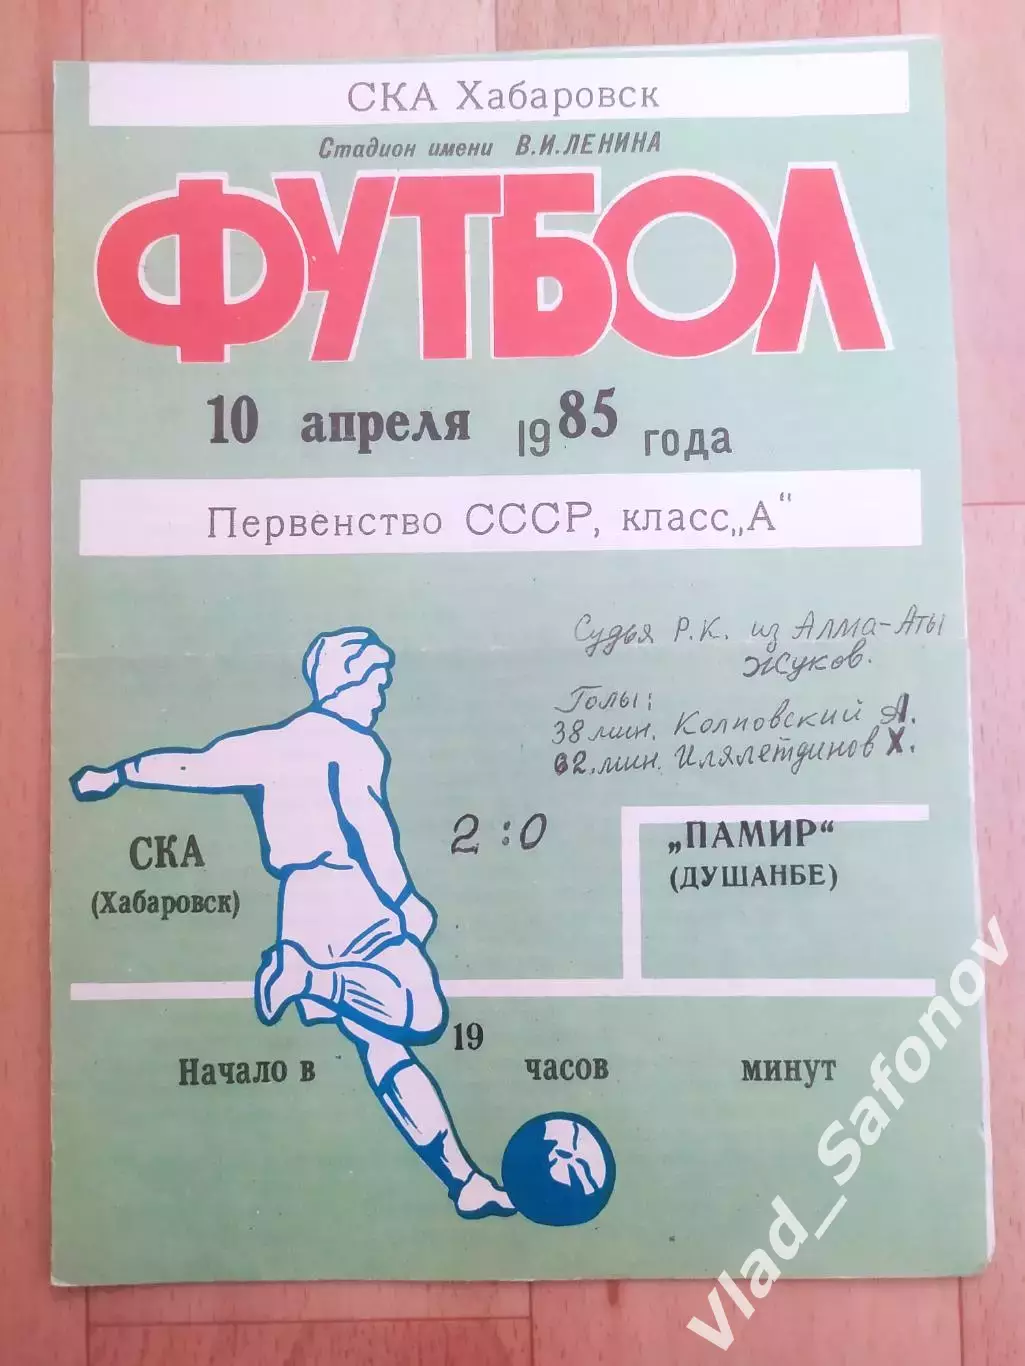 СКА Хабаровск
Стадион имени В.И.ЛЕНИНА
ФУТБОЛ
10 апреля 1985 года
Первенство СССР, класс„А“
Судья Р.К. из Алма-Аты
Жуков.
Голы:
38 мин. Колповский А.
62. мин. Илялетдинов Х.
СКА 2:0 „ПАМИР“
(Хабаровск) (ДУШАНБЕ)
Начало в 19 часов минут
Vlad_Safonov